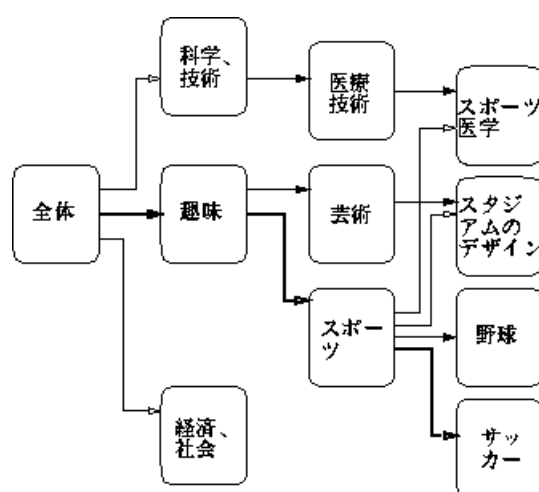 科学、
技術
医療
技術
スポーツ
医学
全体
趣味
芸術
スタジ
アムの
デザイン
スポー
ツ
野球
経済、
社会
サッ
カー